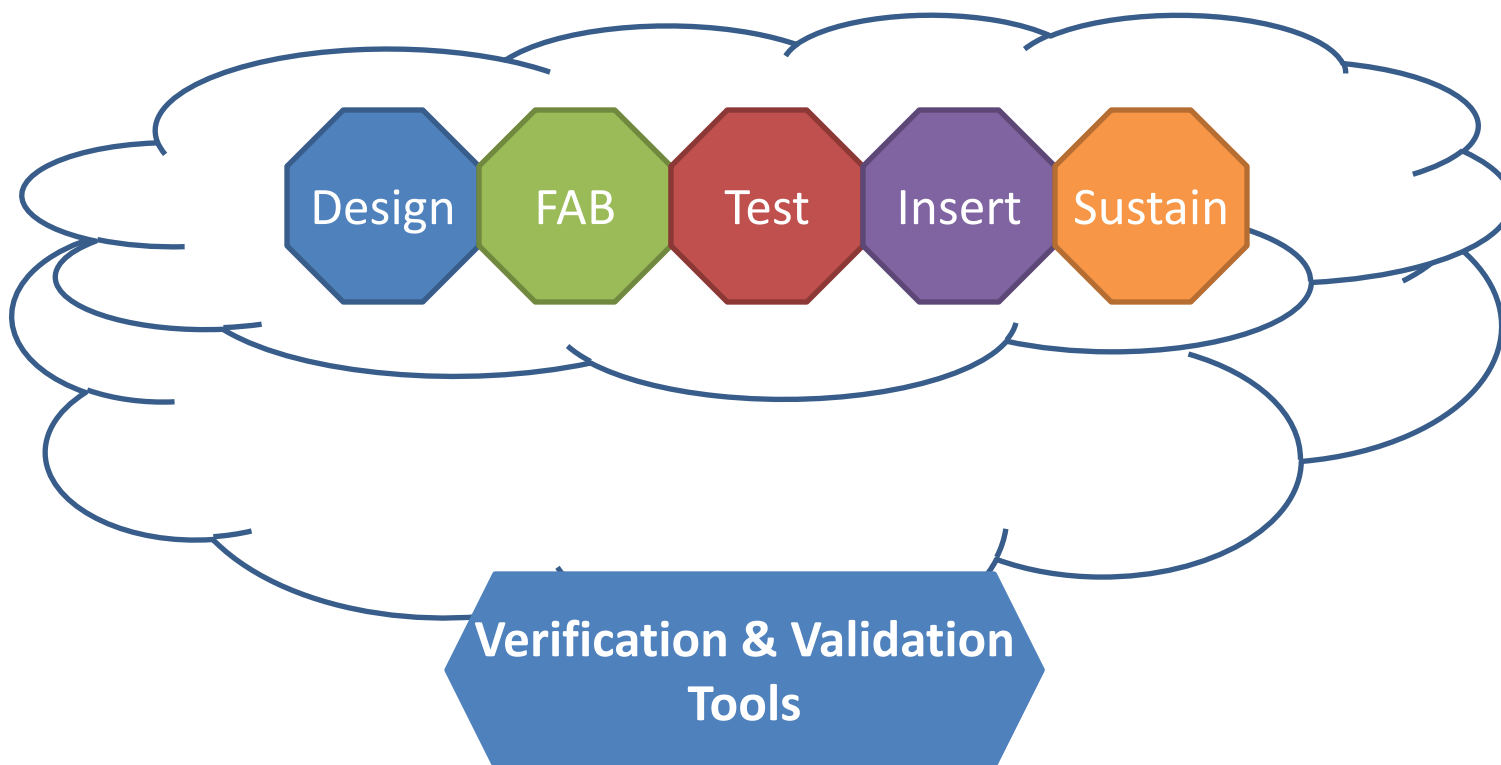 Design
FAB
Test
Insert
Sustain
Verification & Validation
Tools